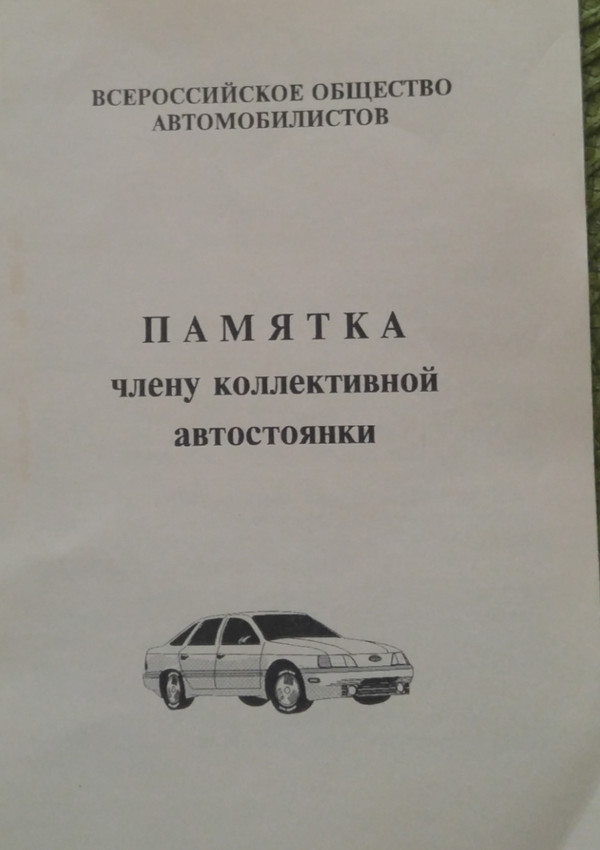 ВСЕРОССИЙСКОЕ ОБЩЕСТВО
АВТОМОБИЛИСТОВ
ПАМЯТКА
члену коллективной
автостоянки